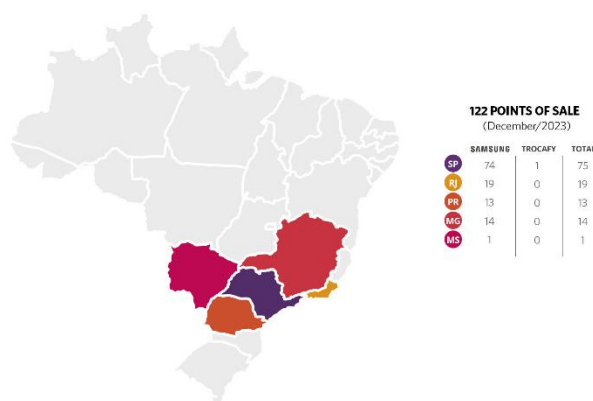 122 POINTS OF SALE
(December/2023)
SAMSUNG TROCAFY TOTAL
SP 74 1 75
RJ 19 0 19
PR 13 0 13
MG 14 0 14
MS 1 0 1